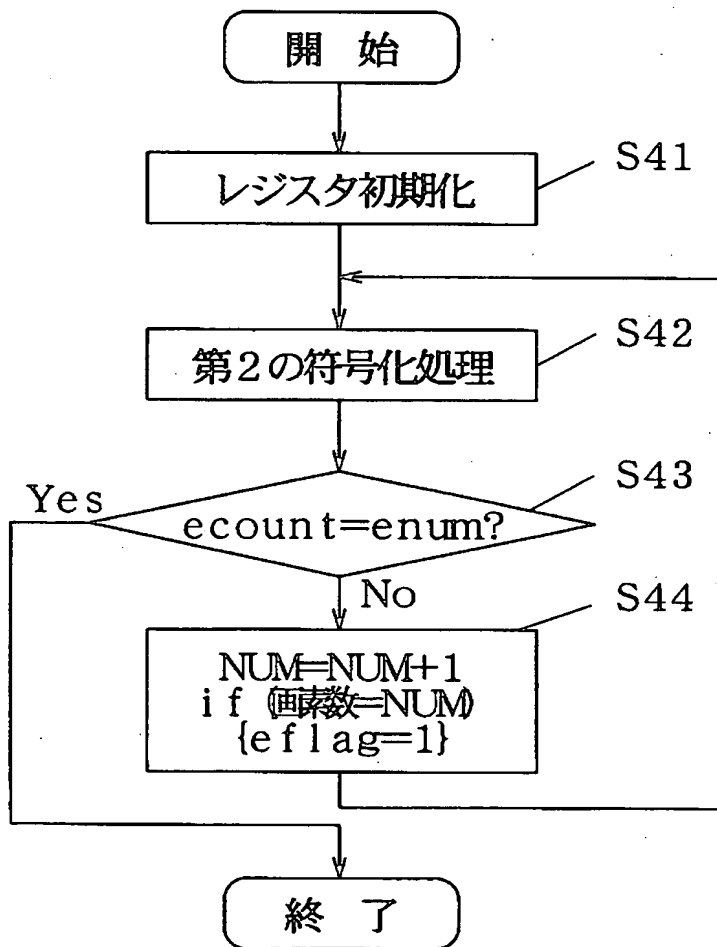 開 始
S41
レジスタ初期化
S42
第2の符号化処理
S43
Yes
ecount=enum?
No
S44
NUM=NUM+1
if (画素数=NUM)
{eflag=1}
終 了